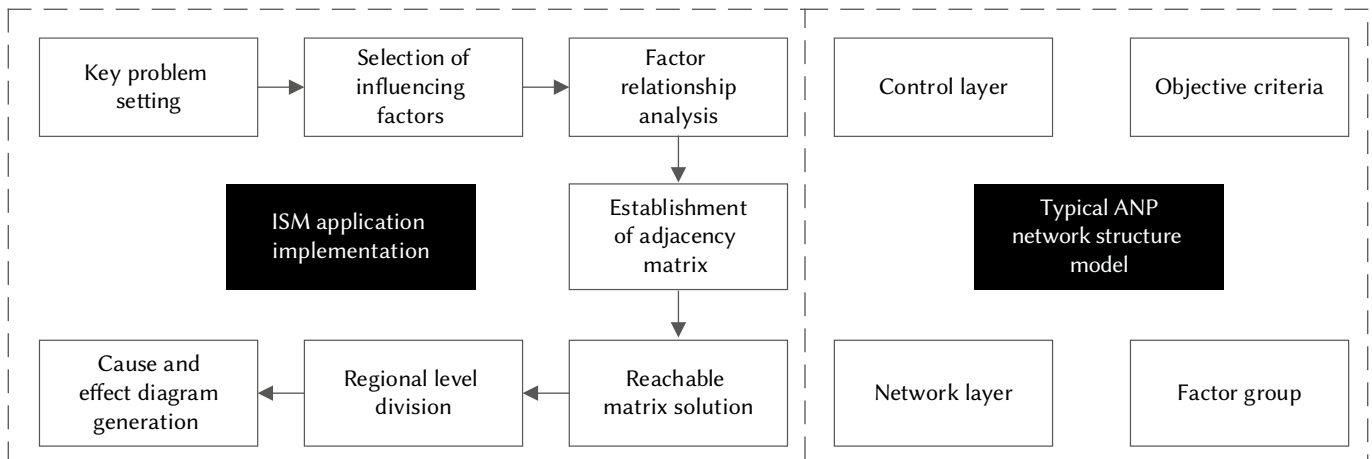 Key problem
setting
Selection of
influencing
factors
Factor
relationship
analysis
Control layer
Objective criteria
ISM application
implementation
Establishment
of adjacency
matrix
Typical ANP
network structure
model
Cause and
effect diagram
generation
Regional level
division
Reachable
matrix solution
Network layer
Factor group